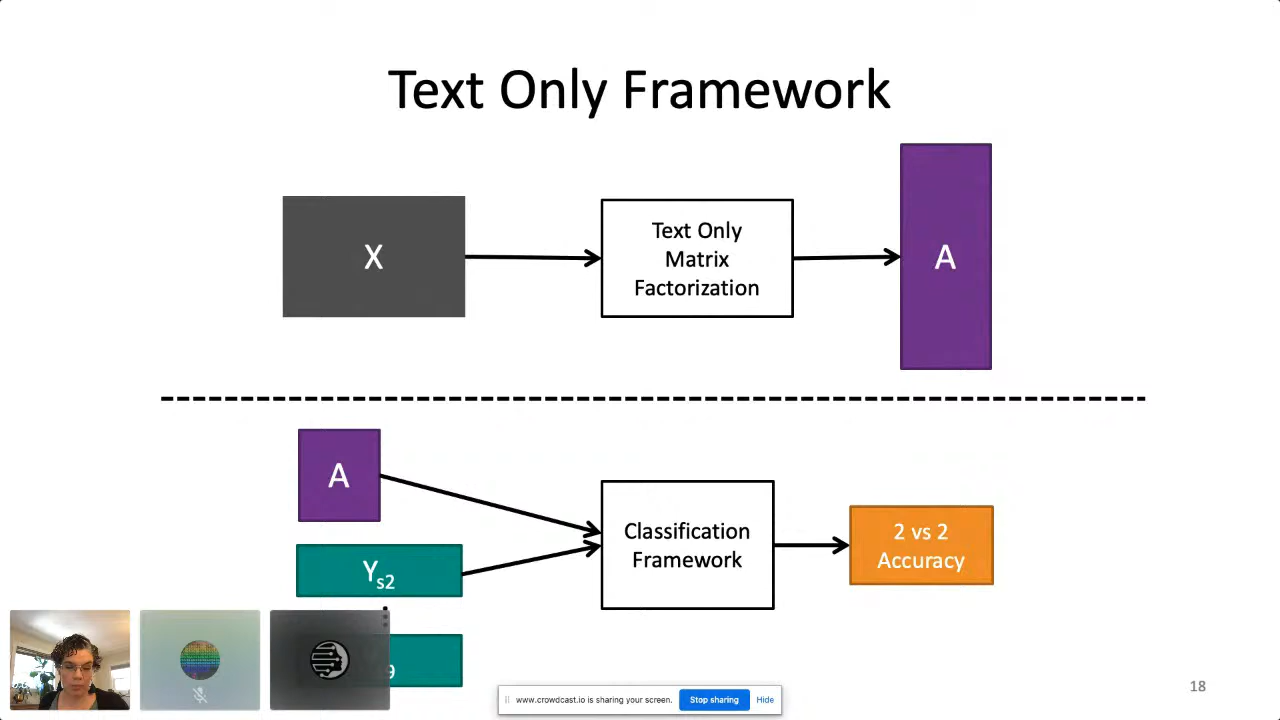 Text Only Framework
X
Text Only
Matrix
Factorization
A
A
Classification
Framework
2 vs 2
Accuracy
Ys2
9
www.crowdcast.io is sharing your screen.
Stop sharing
Hide
18